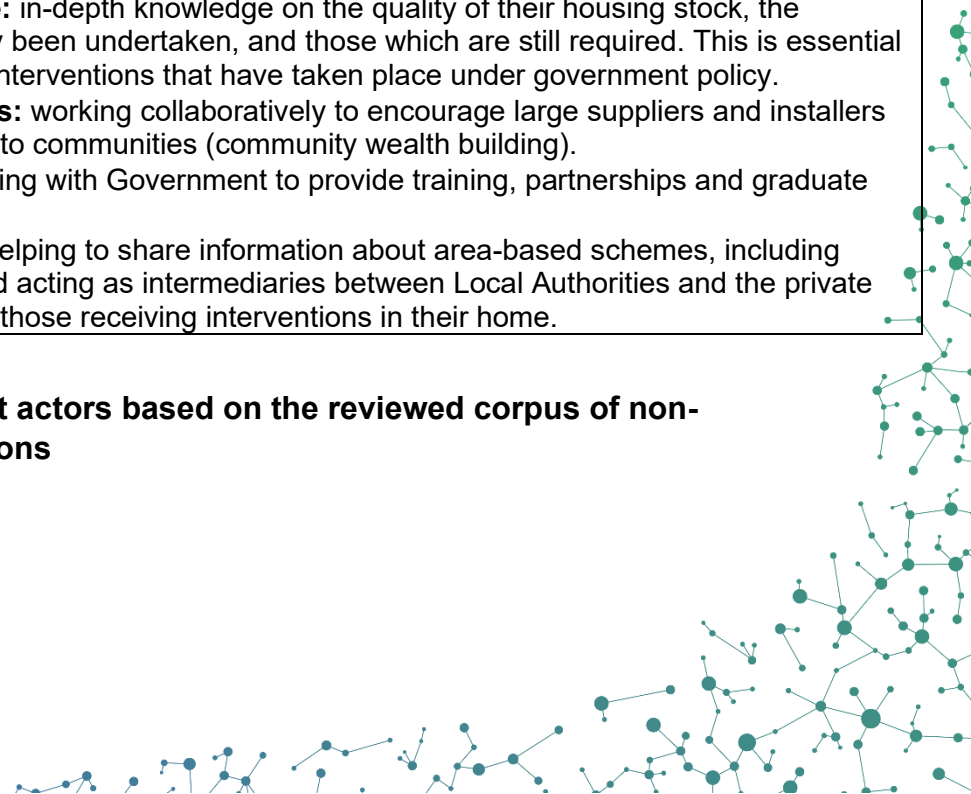 : in-depth knowledge on the quality of their housing stock, the
been undertaken, and those which are still required. This is essential
nterventions that have taken place under government policy.
s: working collaboratively to encourage large suppliers and installers
to communities (community wealth building).
ing with Government to provide training, partnerships and graduate
elping to share information about area-based schemes, including
acting as intermediaries between Local Authorities and the private
those receiving interventions in their home.
t actors based on the reviewed corpus of non-
ons